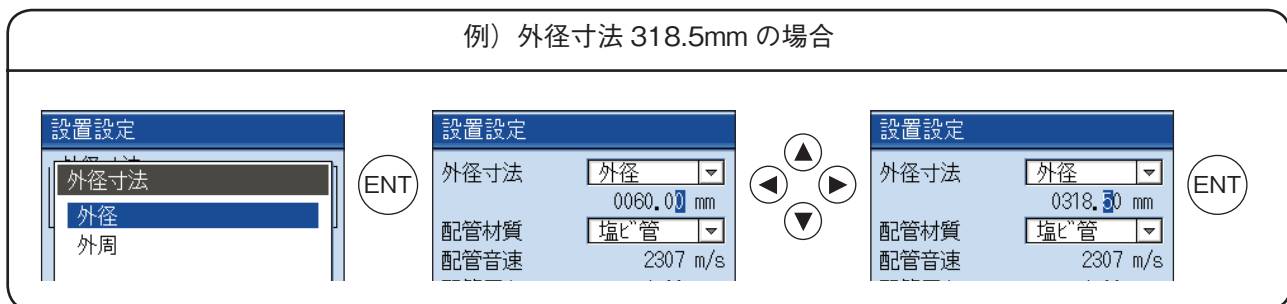 例）外径寸法 318.5mm の場合
設置設定
外径寸法
外径
外周
ENT
設置設定
外径寸法 外径
0060.00 mm
配管材質 塩ビ管
配管音速 2307 m/s
設置設定
外径寸法 外径
0318.50 mm
配管材質 塩ビ管
配管音速 2307 m/s
ENT